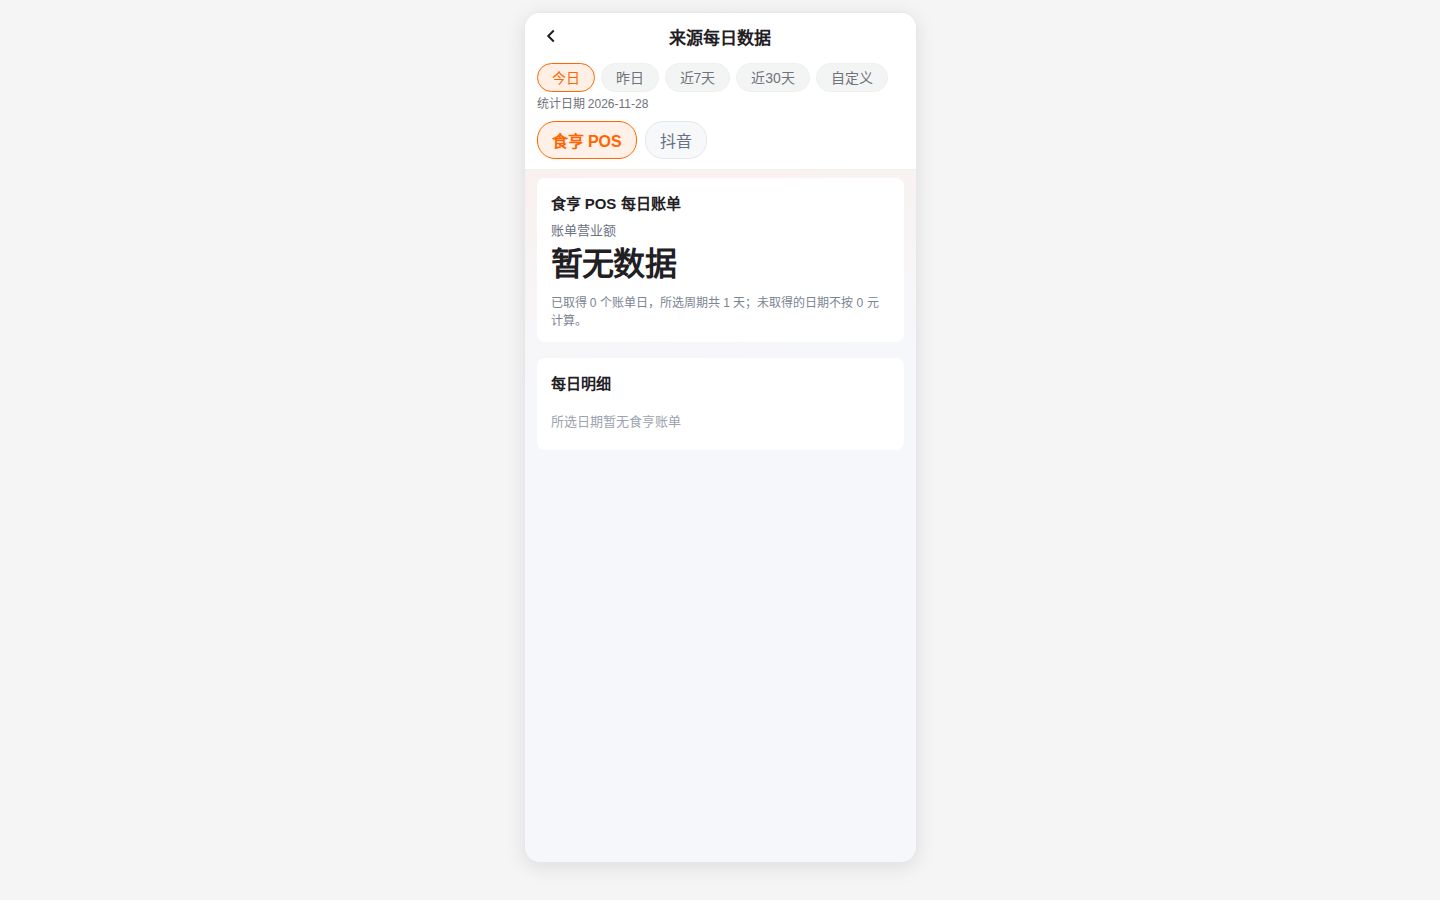 来源每日数据
今日 昨日 近7天 近30天 自定义
统计日期 2026-11-28
食亨 POS 抖音
食亨 POS 每日账单
账单营业额
暂无数据
已取得 0 个账单日，所选周期共 1 天；未取得的日期不按 0 元
计算。
每日明细
所选日期暂无食亨账单